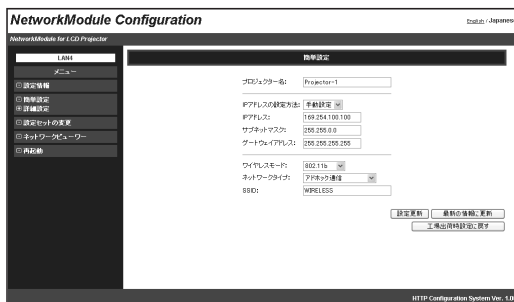 NetworkModule Configuration
English / Japanese
NetworkModule for LCD Projector
LAN4
メニュー
設定情報
簡単設定
詳細設定
設定セットの変更
ネットワークビューワー
再起動
簡単設定
プロジェクター名: Projector-1
IPアドレスの設定方法: 手動設定
IPアドレス: 169.254.100.100
サブネットマスク: 255.255.0.0
ゲートウェイアドレス: 255.255.255.255
ワイヤレスモード: 802.11b
ネットワークタイプ: アドホック通信
SSID: WIRELESS
設定更新 最新の情報に更新
工場出荷時設定に戻す
HTTP Configuration System Ver. 1.0